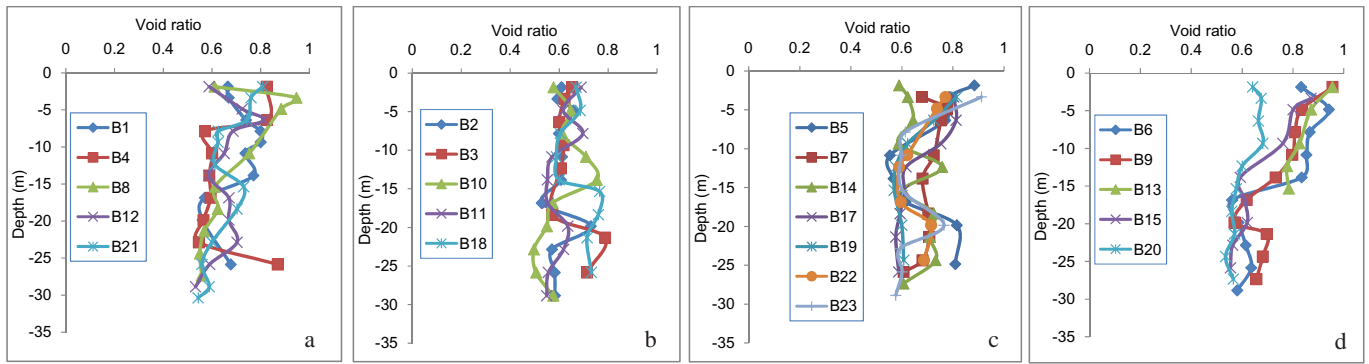 Void ratio
0 0.2 0.4 0.6 0.8 1
0
-5
-10
-15
-20
-25
-30
-35
Depth (m)
B1
B4
B8
B12
B21
a
Void ratio
0 0.2 0.4 0.6 0.8 1
0
-5
-10
-15
-20
-25
-30
-35
Depth (m)
B2
B3
B10
B11
B18
b
Void ratio
0 0.2 0.4 0.6 0.8 1
0
-5
-10
-15
-20
-25
-30
-35
Depth (m)
B5
B7
B14
B17
B19
B22
B23
c
Void ratio
0 0.2 0.4 0.6 0.8 1
0
-5
-10
-15
-20
-25
-30
-35
Depth (m)
B6
B9
B13
B15
B20
d